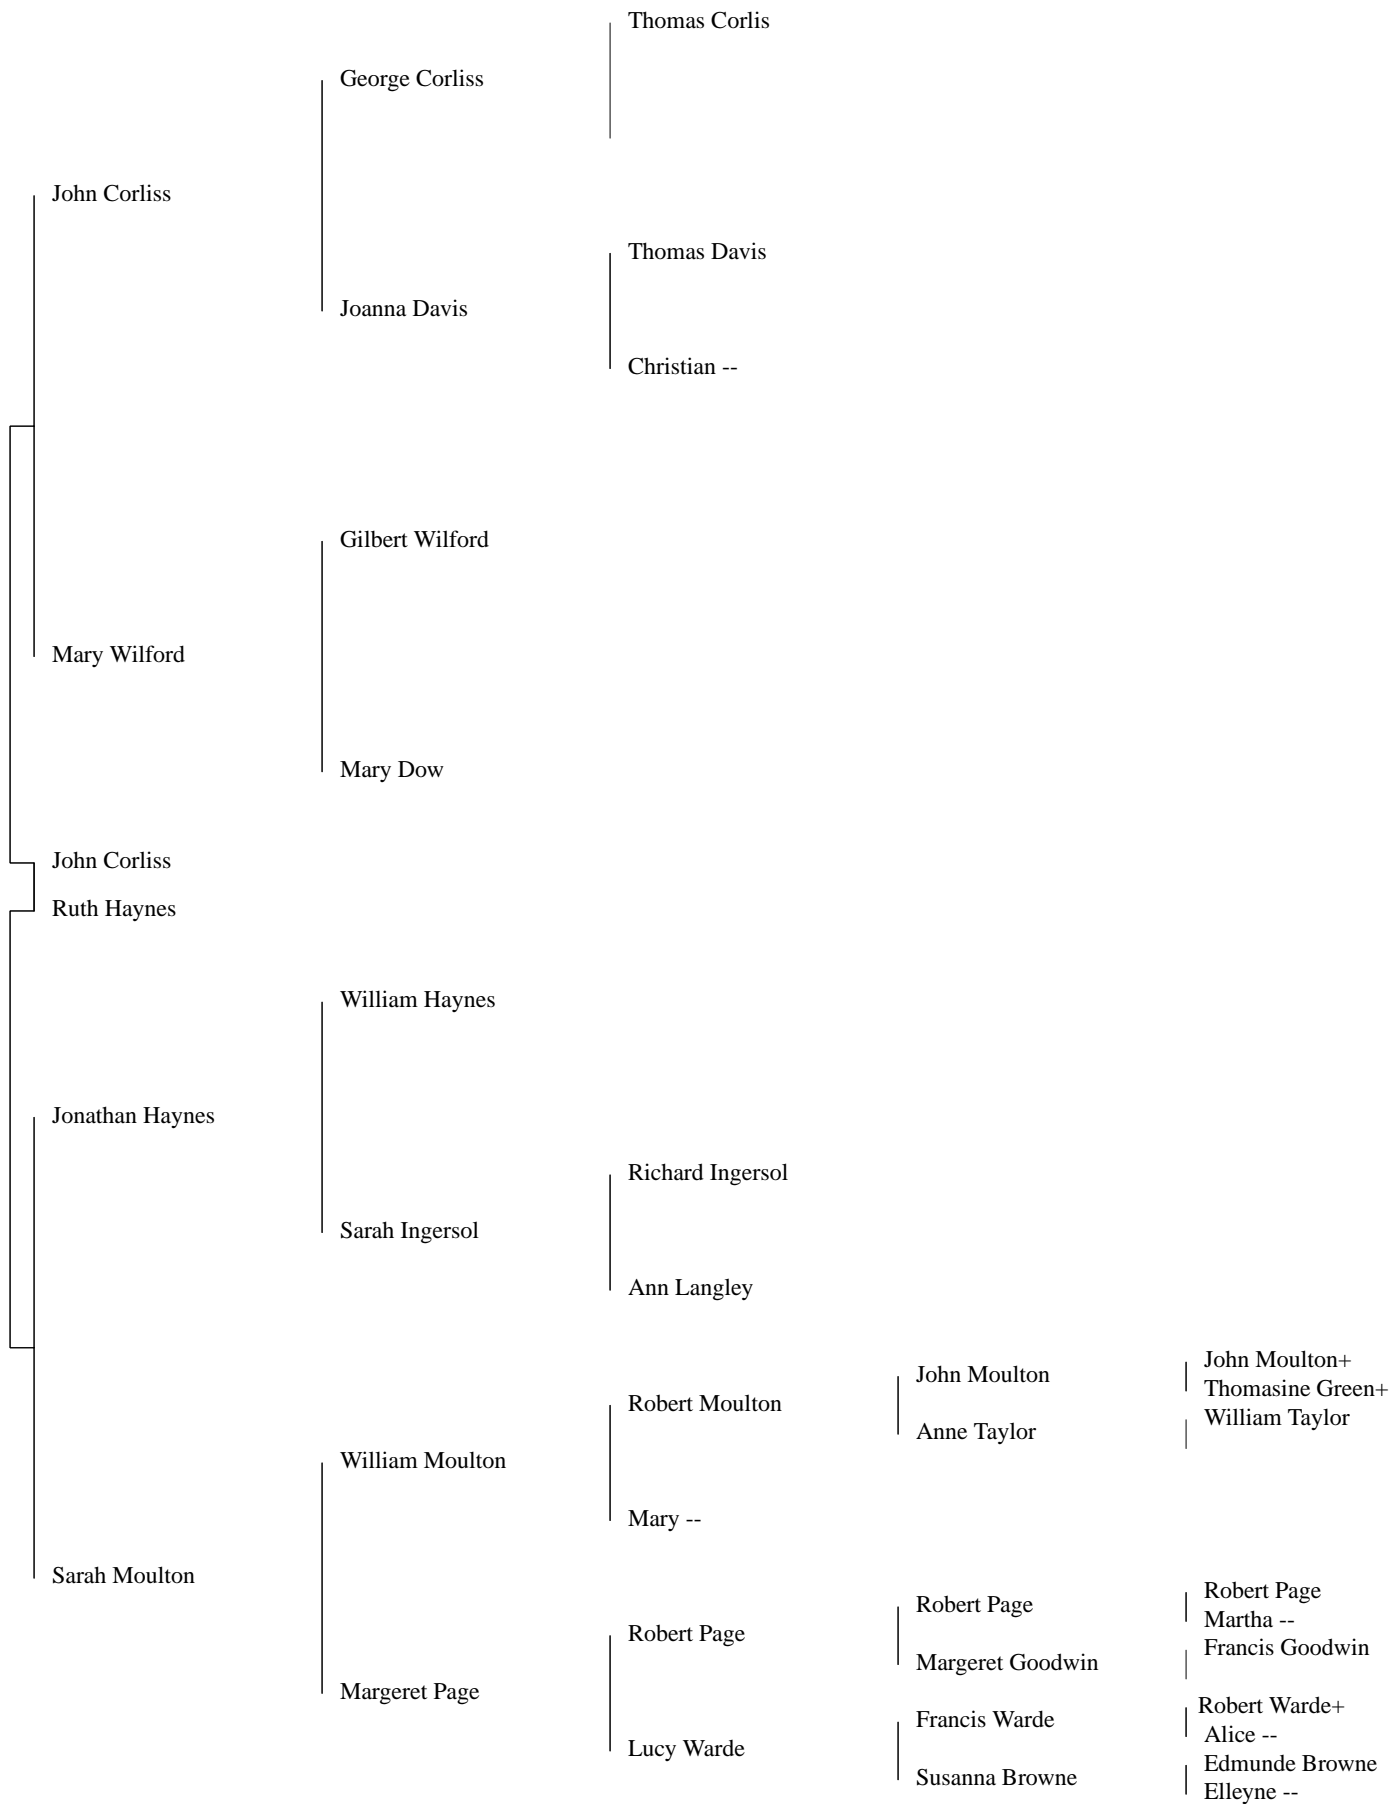 Thomas Corlis
George Corliss
John Corliss
Thomas Davis
Joanna Davis
Christian --
Gilbert Wilford
Mary Wilford
Mary Dow
John Corliss
Ruth Haynes
William Haynes
Jonathan Haynes
Richard Ingersol
Sarah Ingersol
Ann Langley
John Moulton+
John Moulton
Thomasine Green+
Robert Moulton
William Taylor
Anne Taylor
William Moulton
Mary --
Sarah Moulton
Robert Page
Robert Page
Martha --
Robert Page
Francis Goodwin
Margeret Goodwin
Margeret Page
Robert Warde+
Francis Warde
Alice --
Lucy Warde
Edmunde Browne
Susanna Browne
Elleyne --